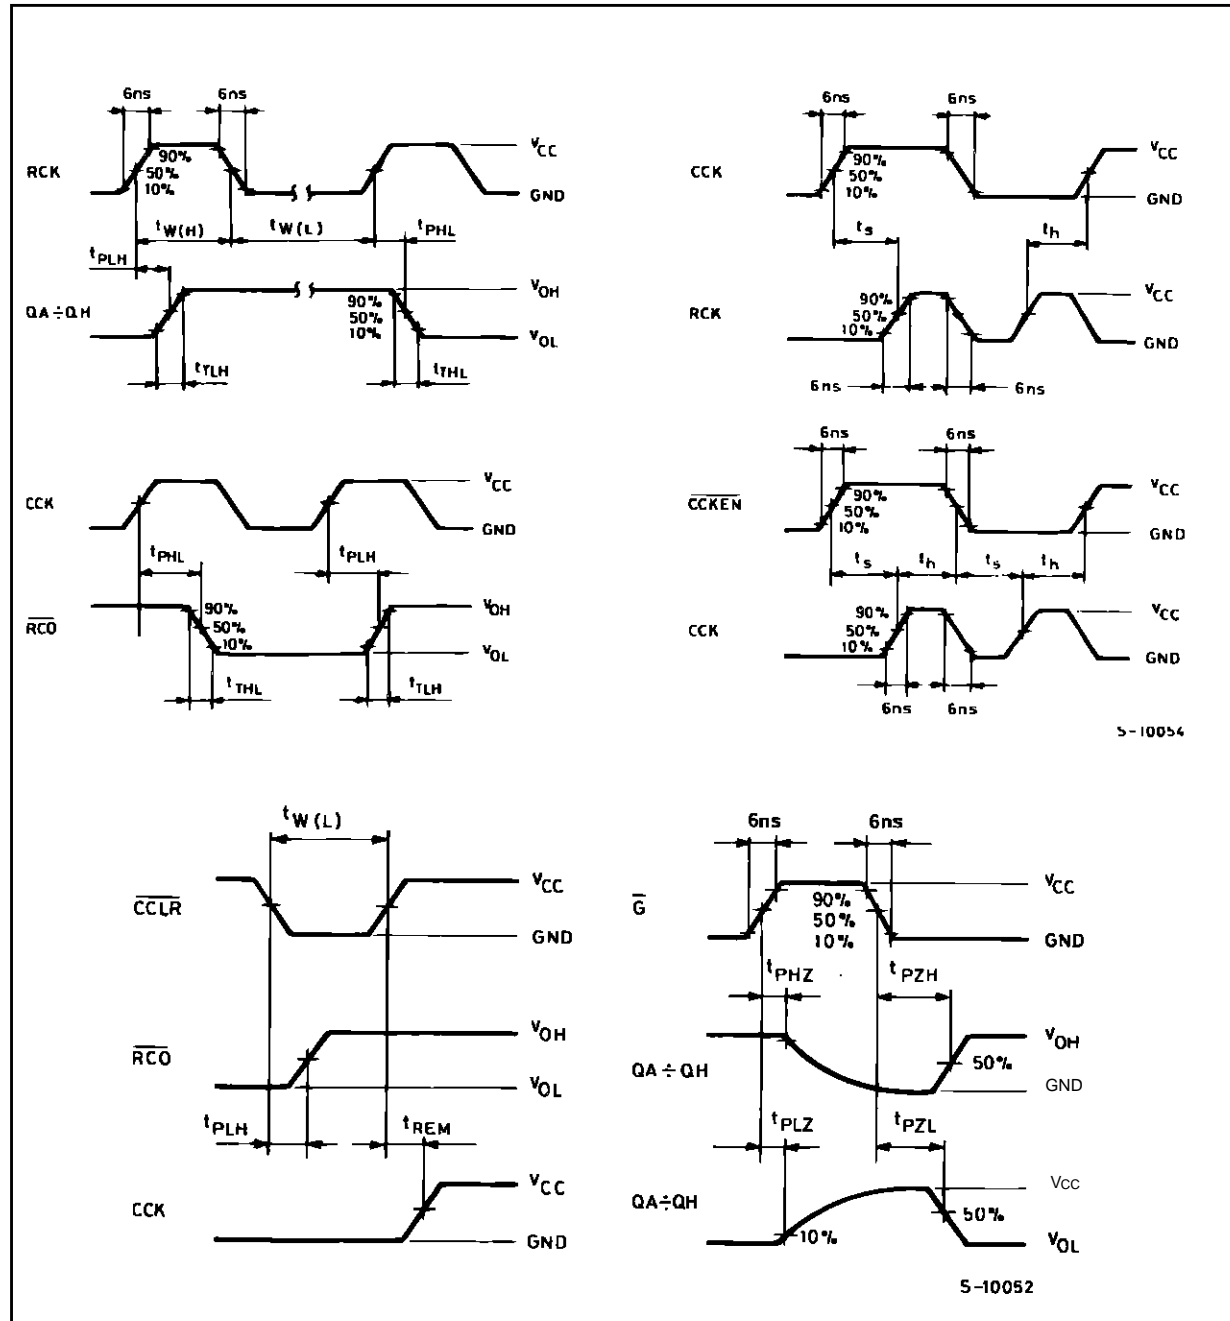 6ns 6ns
RCK
90%
50%
10%
VCC
GND
tW(H) tW(L) tPHL
tPLH
QA÷QH
90%
50%
10%
VOH
VOL
tTLH tTHL
CCK
VCC
GND
tPHL tPLH
RCO
90%
50%
10%
VOH
VOL
tTHL tTLH
6ns 6ns
CCK
90%
50%
10%
VCC
GND
ts th
RCK
90%
50%
10%
VCC
GND
6ns 6ns
6ns 6ns
CCKEN
90%
50%
10%
VCC
GND
ts th ts th
CCK
90%
50%
10%
VCC
GND
6ns 6ns
S-10054
tW(L)
CCLR
VCC
GND
RCO
VOH
VOL
tPLH tREM
CCK
VCC
GND
6ns 6ns
G
90%
50%
10%
VCC
GND
tPHZ tPZH
QA÷QH
VOH
50%
GND
tPLZ tPZL
QA÷QH
Vcc
10%
50%
VOL
S-10052